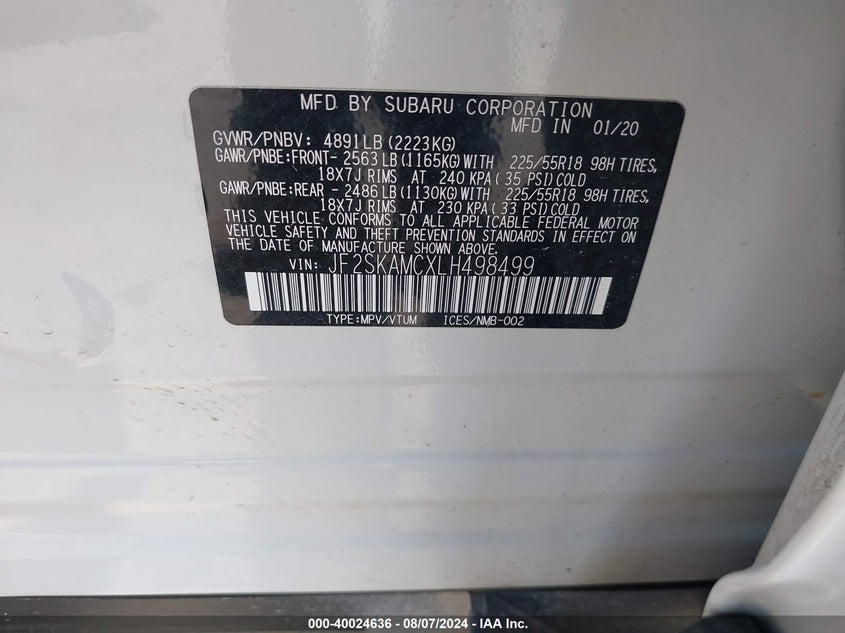 MFD BY SUBARU CORPORATION
MFD IN 01/20
GVWR/PNBV: 4891LB(2223KG)
GAWR/PNBE:FRONT- 2563LB(1165KG)WITH 225/55R18 98H TIRES,
18X7J RIMS AT 240 KPA(35 PSI)COLD
GAWR/PNBE:REAR - 2486LB(1130KG)WITH 225/55R18 98H TIRES,
18X7J RIMS AT 230 KPA(33 PSI)COLD
THIS VEHICLE CONFORMS TO ALL APPLICABLE FEDERAL MOTOR
VEHICLE SAFETY AND THEFT PREVENTION STANDARDS IN EFFECT ON
THE DATE OF MANUFACTURE SHOWN ABOVE.
VIN: JF2SKAMCXLH498499
TYPE:MPV/VTUM ICES/NMB-002
000-40024636 - 08/07/2024 - IAA Inc.